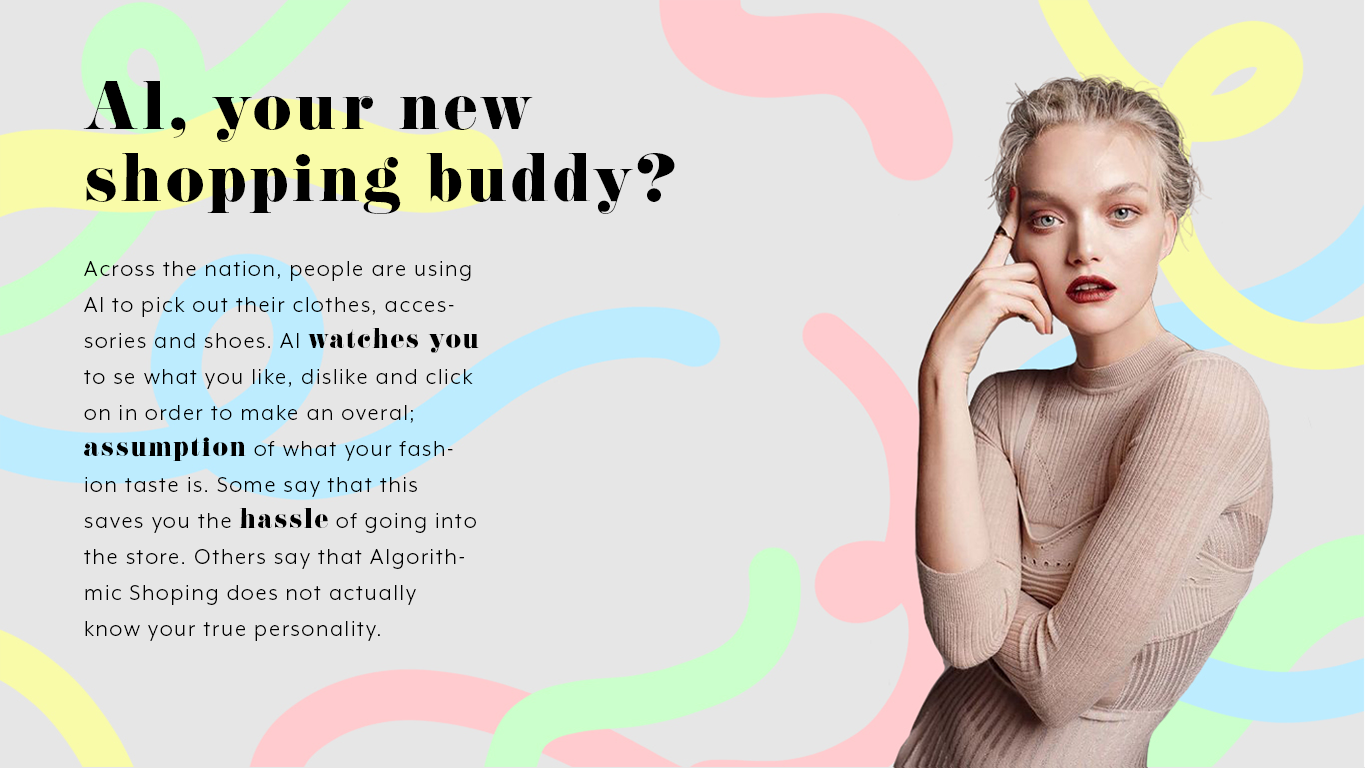 AI, your new
shopping buddy?
Across the nation, people are using
AI to pick out their clothes, acces-
sories and shoes. AI watches you
to se what you like, dislike and click
on in order to make an overal;
assumption of what your fash-
ion taste is. Some say that this
saves you the hassle of going into
the store. Others say that Algorith-
mic Shoping does not actually
know your true personality.